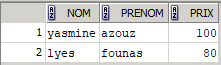 NOM PRENOM PRIX
1 yasmine azouz 100
2 lyes founas 80